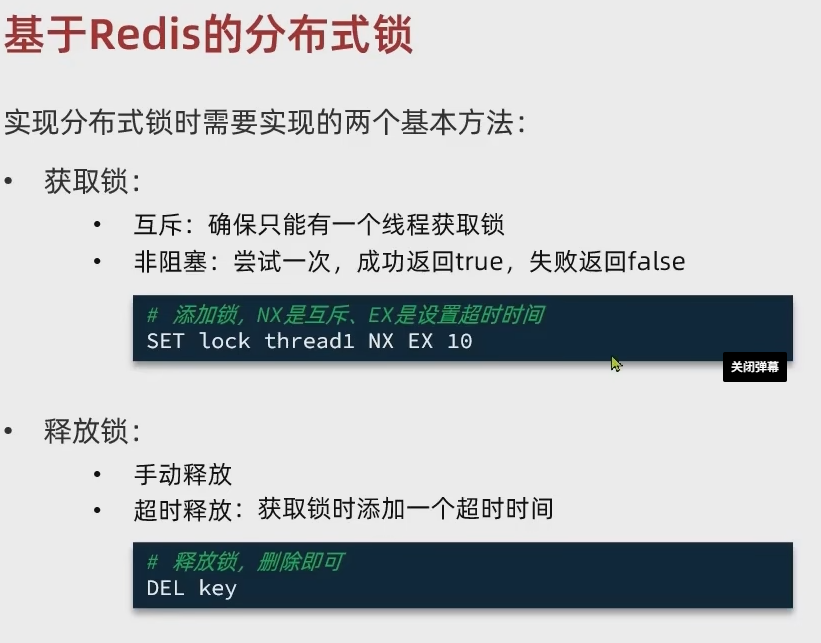 基于Redis的分布式锁
实现分布式锁时需要实现的两个基本方法：
• 获取锁：
• 互斥：确保只能有一个线程获取锁
• 非阻塞：尝试一次，成功返回true，失败返回false
# 添加锁，NX是互斥、EX是设置超时时间
SET lock thread1 NX EX 10
关闭弹幕
• 释放锁：
• 手动释放
• 超时释放：获取锁时添加一个超时时间
# 释放锁，删除即可
DEL key